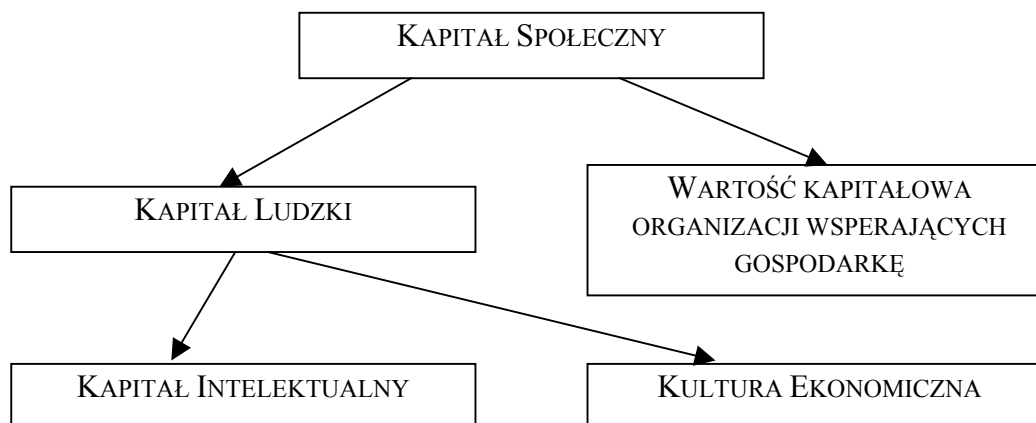 KAPITAŁ SPOŁECZNY
KAPITAŁ LUDZKI
WARTOŚĆ KAPITAŁOWA
ORGANIZACJI WSPERAJĄCYCH
GOSPODARKĘ
KAPITAŁ INTELEKTUALNY
KULTURA EKONOMICZNA